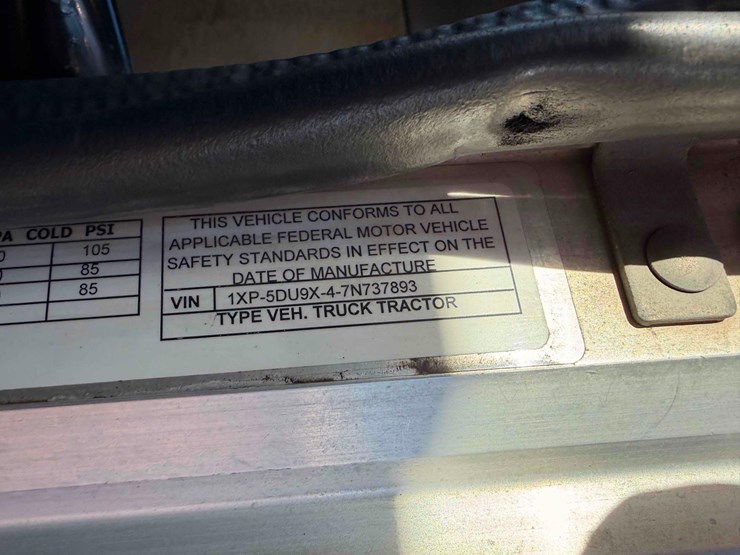 COLD PSI
105
85
85
THIS VEHICLE CONFORMS TO ALL
APPLICABLE FEDERAL MOTOR VEHICLE
SAFETY STANDARDS IN EFFECT ON THE
DATE OF MANUFACTURE
VIN 1XP-5DU9X-4-7N737893
TYPE VEH. TRUCK TRACTOR